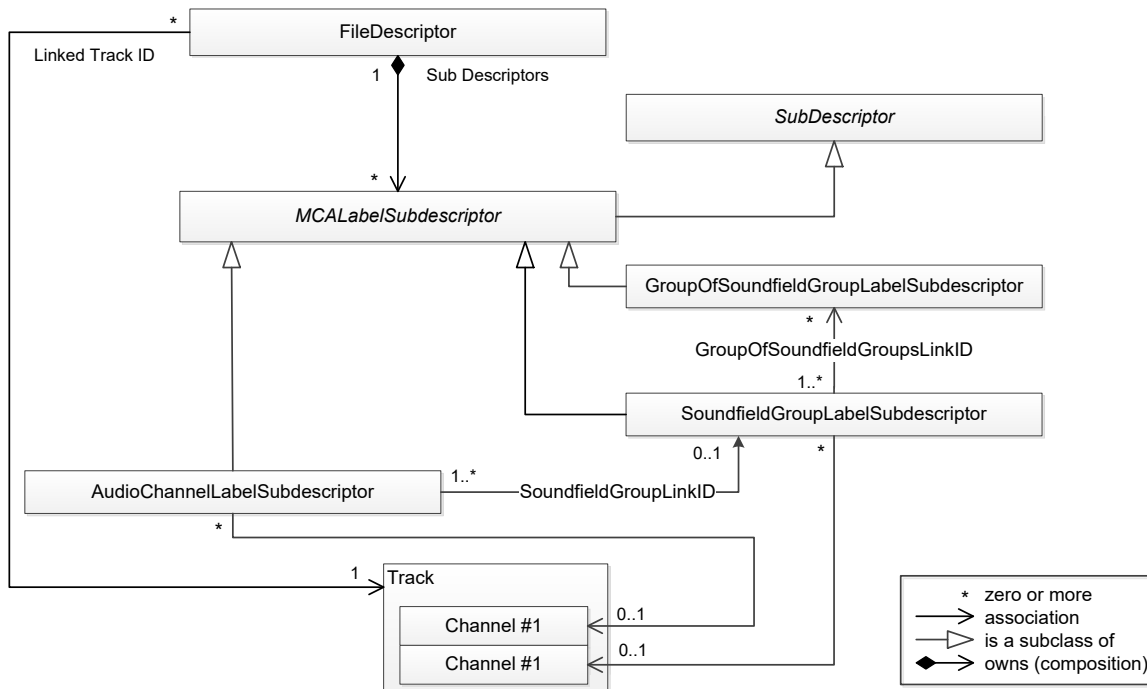 *
FileDescriptor
Linked Track ID
1
Sub Descriptors
SubDescriptor
*
MCALabelSubdescriptor
GroupOfSoundfieldGroupLabelSubdescriptor
*
GroupOfSoundfieldGroupsLinkID
1..*
SoundfieldGroupLabelSubdescriptor
0..1
*
1..*
AudioChannelLabelSubdescriptor
SoundfieldGroupLinkID
*
1
Track
0..1
Channel #1
0..1
Channel #1
* zero or more
association
is a subclass of
owns (composition)